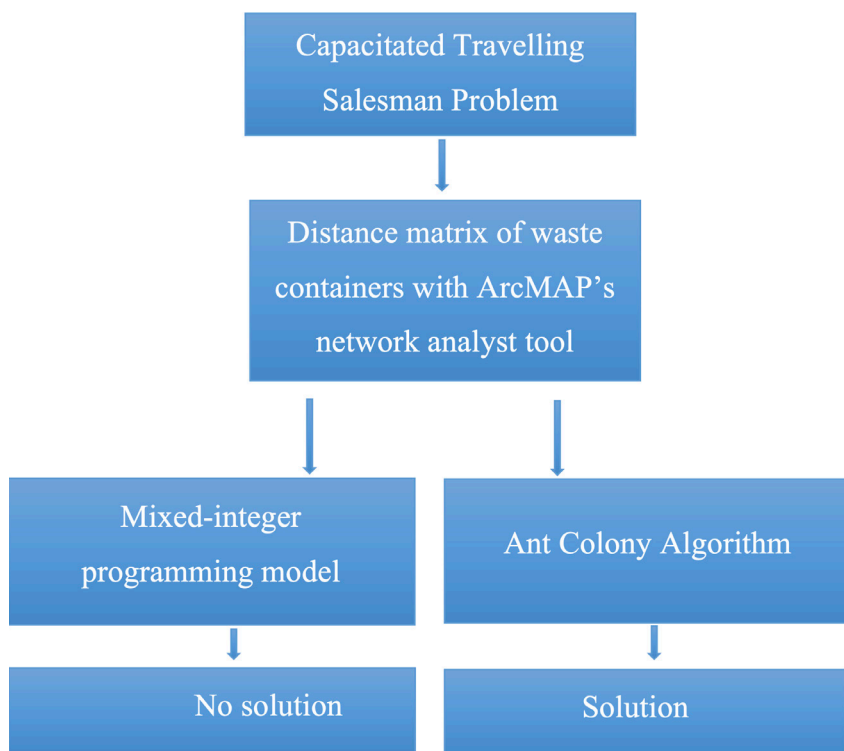 Capacitated Travelling
Salesman Problem
Distance matrix of waste
containers with ArcMAP’s
network analyst tool
Mixed-integer
programming model
Ant Colony Algorithm
No solution
Solution